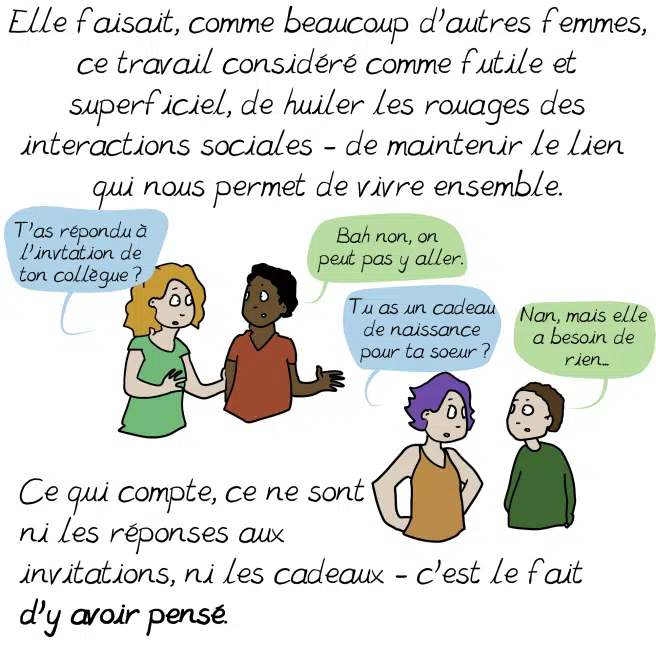 Elle faisait, comme beaucoup d'autres femmes,
ce travail considéré comme futile et
superficiel, de huiler les rouages des
interactions sociales - de maintenir le lien
qui nous permet de vivre ensemble.
T'as répondu à
l'invtation de
ton collègue ?
Bah non, on
peut pas y aller.
Tu as un cadeau
de naissance
pour ta soeur ?
Nan, mais elle
a besoin de
rien...
Ce qui compte, ce ne sont
ni les réponses aux
invitations, ni les cadeaux - c'est le fait
d'y avoir pensé.